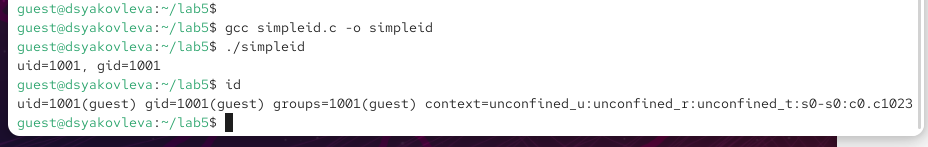 guest@dsyakovleva:~/lab5$
guest@dsyakovleva:~/lab5$ gcc simpleid.c -o simpleid
guest@dsyakovleva:~/lab5$ ./simpleid
uid=1001, gid=1001
guest@dsyakovleva:~/lab5$ id
uid=1001(guest) gid=1001(guest) groups=1001(guest) context=unconfined_u:unconfined_r:unconfined_t:s0-s0:c0.c1023
guest@dsyakovleva:~/lab5$